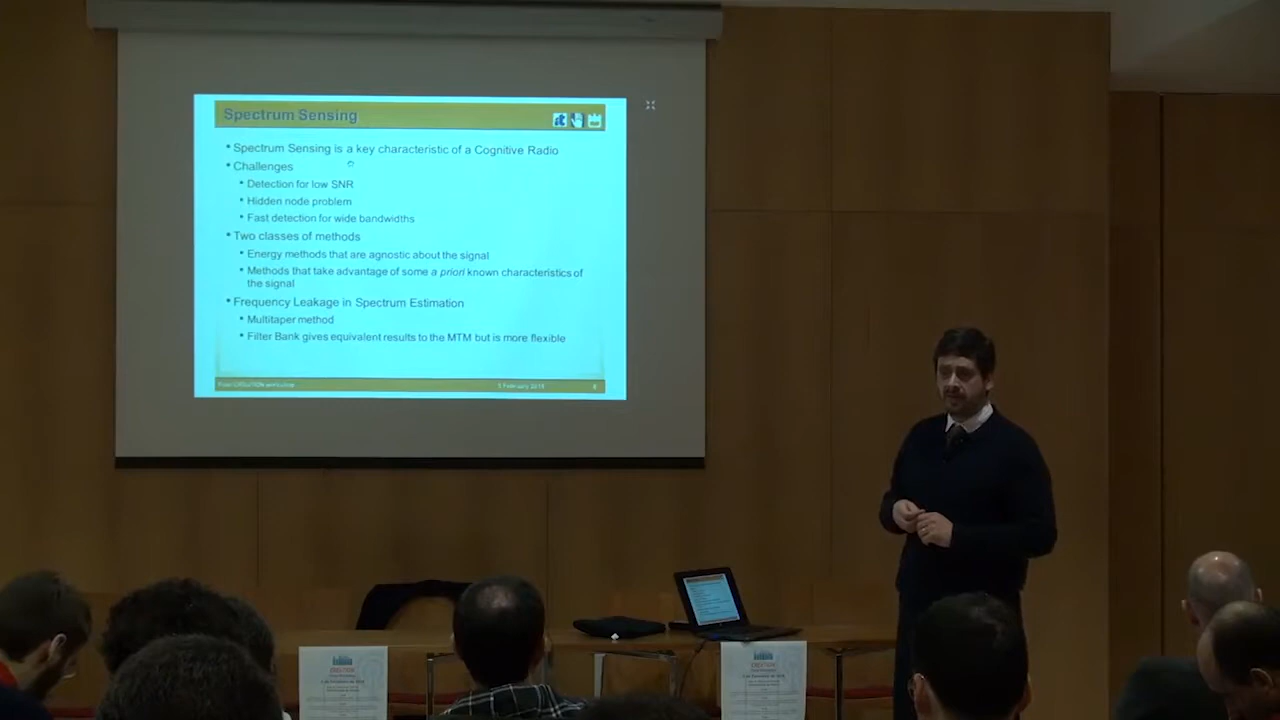 Spectrum Sensing
Spectrum Sensing is a key characteristic of a Cognitive Radio
Challenges
Detection for low SNR
Hidden node problem
Fast detection for wide bandwidths
Two classes of methods
Energy methods that are agnostic about the signal
Methods that take advantage of some a priori known characteristics of
the signal
Frequency Leakage in Spectrum Estimation
Multitaper method
Filter Bank gives equivalent results to the MTM but is more flexible